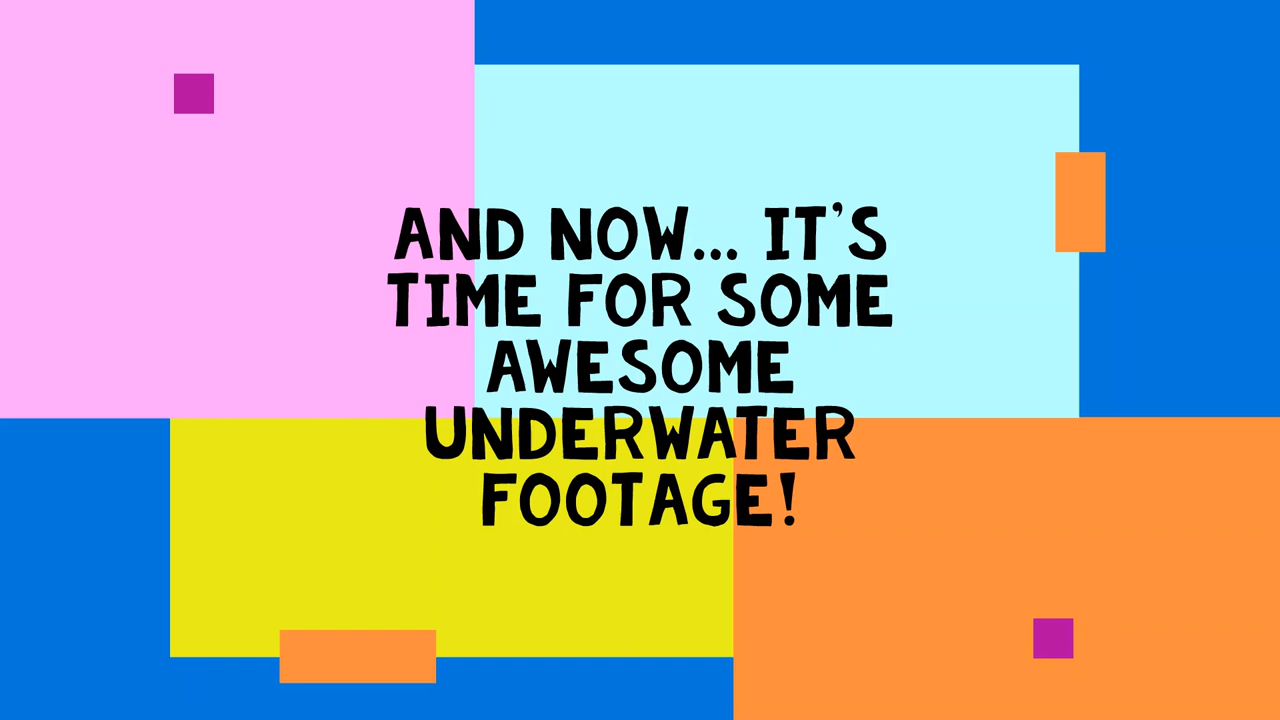 AND NOW... IT'S
TIME FOR SOME
AWESOME
UNDERWATER
FOOTAGE!